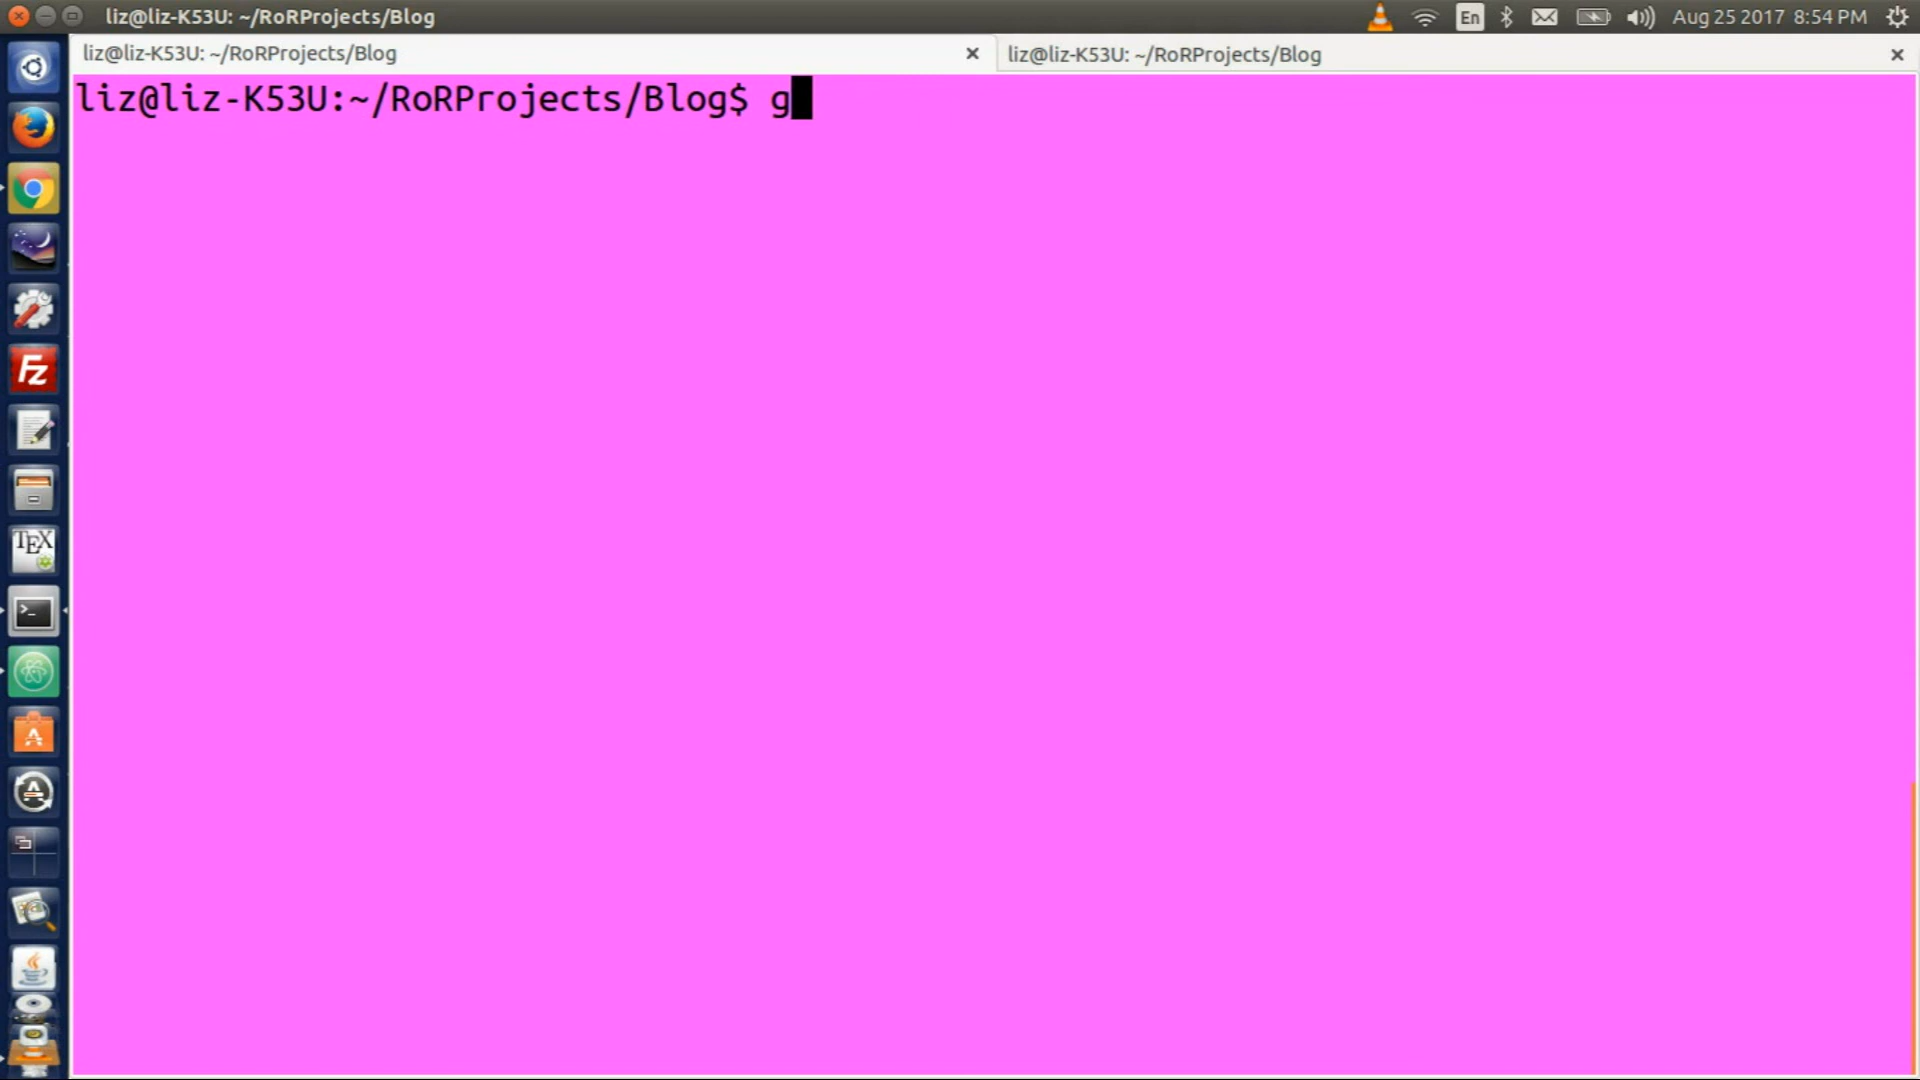 liz@liz-K53U: ~/RoRProjects/Blog
En
Aug 25 2017 8:54 PM
liz@liz-K53U: ~/RoRProjects/Blog
liz@liz-K53U: ~/RoRProjects/Blog
liz@liz-K53U:~/RoRProjects/Blog$ g
Fz
TEX
>_